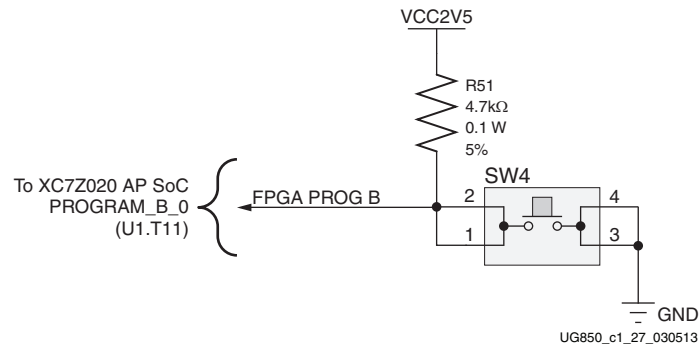 VCC2V5
R51
4.7kΩ
0.1 W
5%
To XC7Z020 AP SoC
PROGRAM_B_0
(U1.T11)
FPGA PROG B
SW4
2
4
1
3
GND
UG850_c1_27_030513